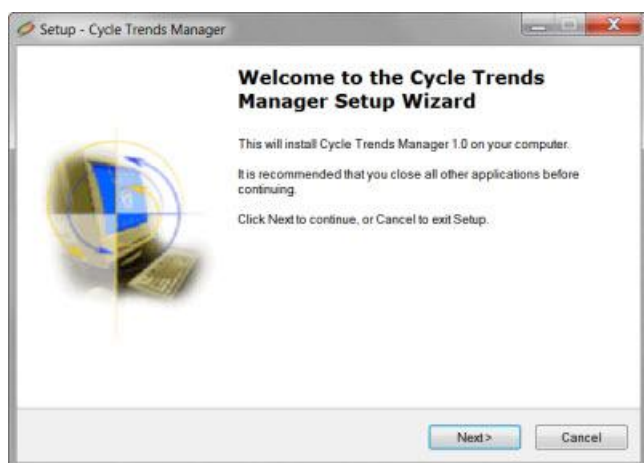 Setup - Cycle Trends Manager
Welcome to the Cycle Trends
Manager Setup Wizard
This will install Cycle Trends Manager 1.0 on your computer.
It is recommended that you close all other applications before
continuing.
Click Next to continue, or Cancel to exit Setup.
Next >
Cancel